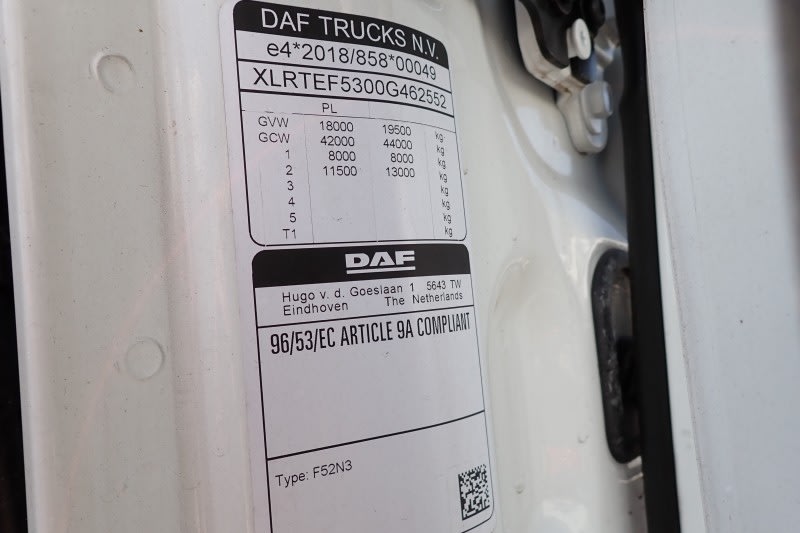 DAF TRUCKS N.V.
e4*2018/858*00049
XLRTEF5300G462552
PL
GVW 18000 19500 kg
GCW 42000 44000 kg
1 8000 8000 kg
2 11500 13000 kg
3 kg
4 kg
5 kg
T1 kg
DAF
Hugo v. d. Goeslaan 1 5643 TW
Eindhoven The Netherlands
96/53/EC ARTICLE 9A COMPLIANT
Type: F52N3